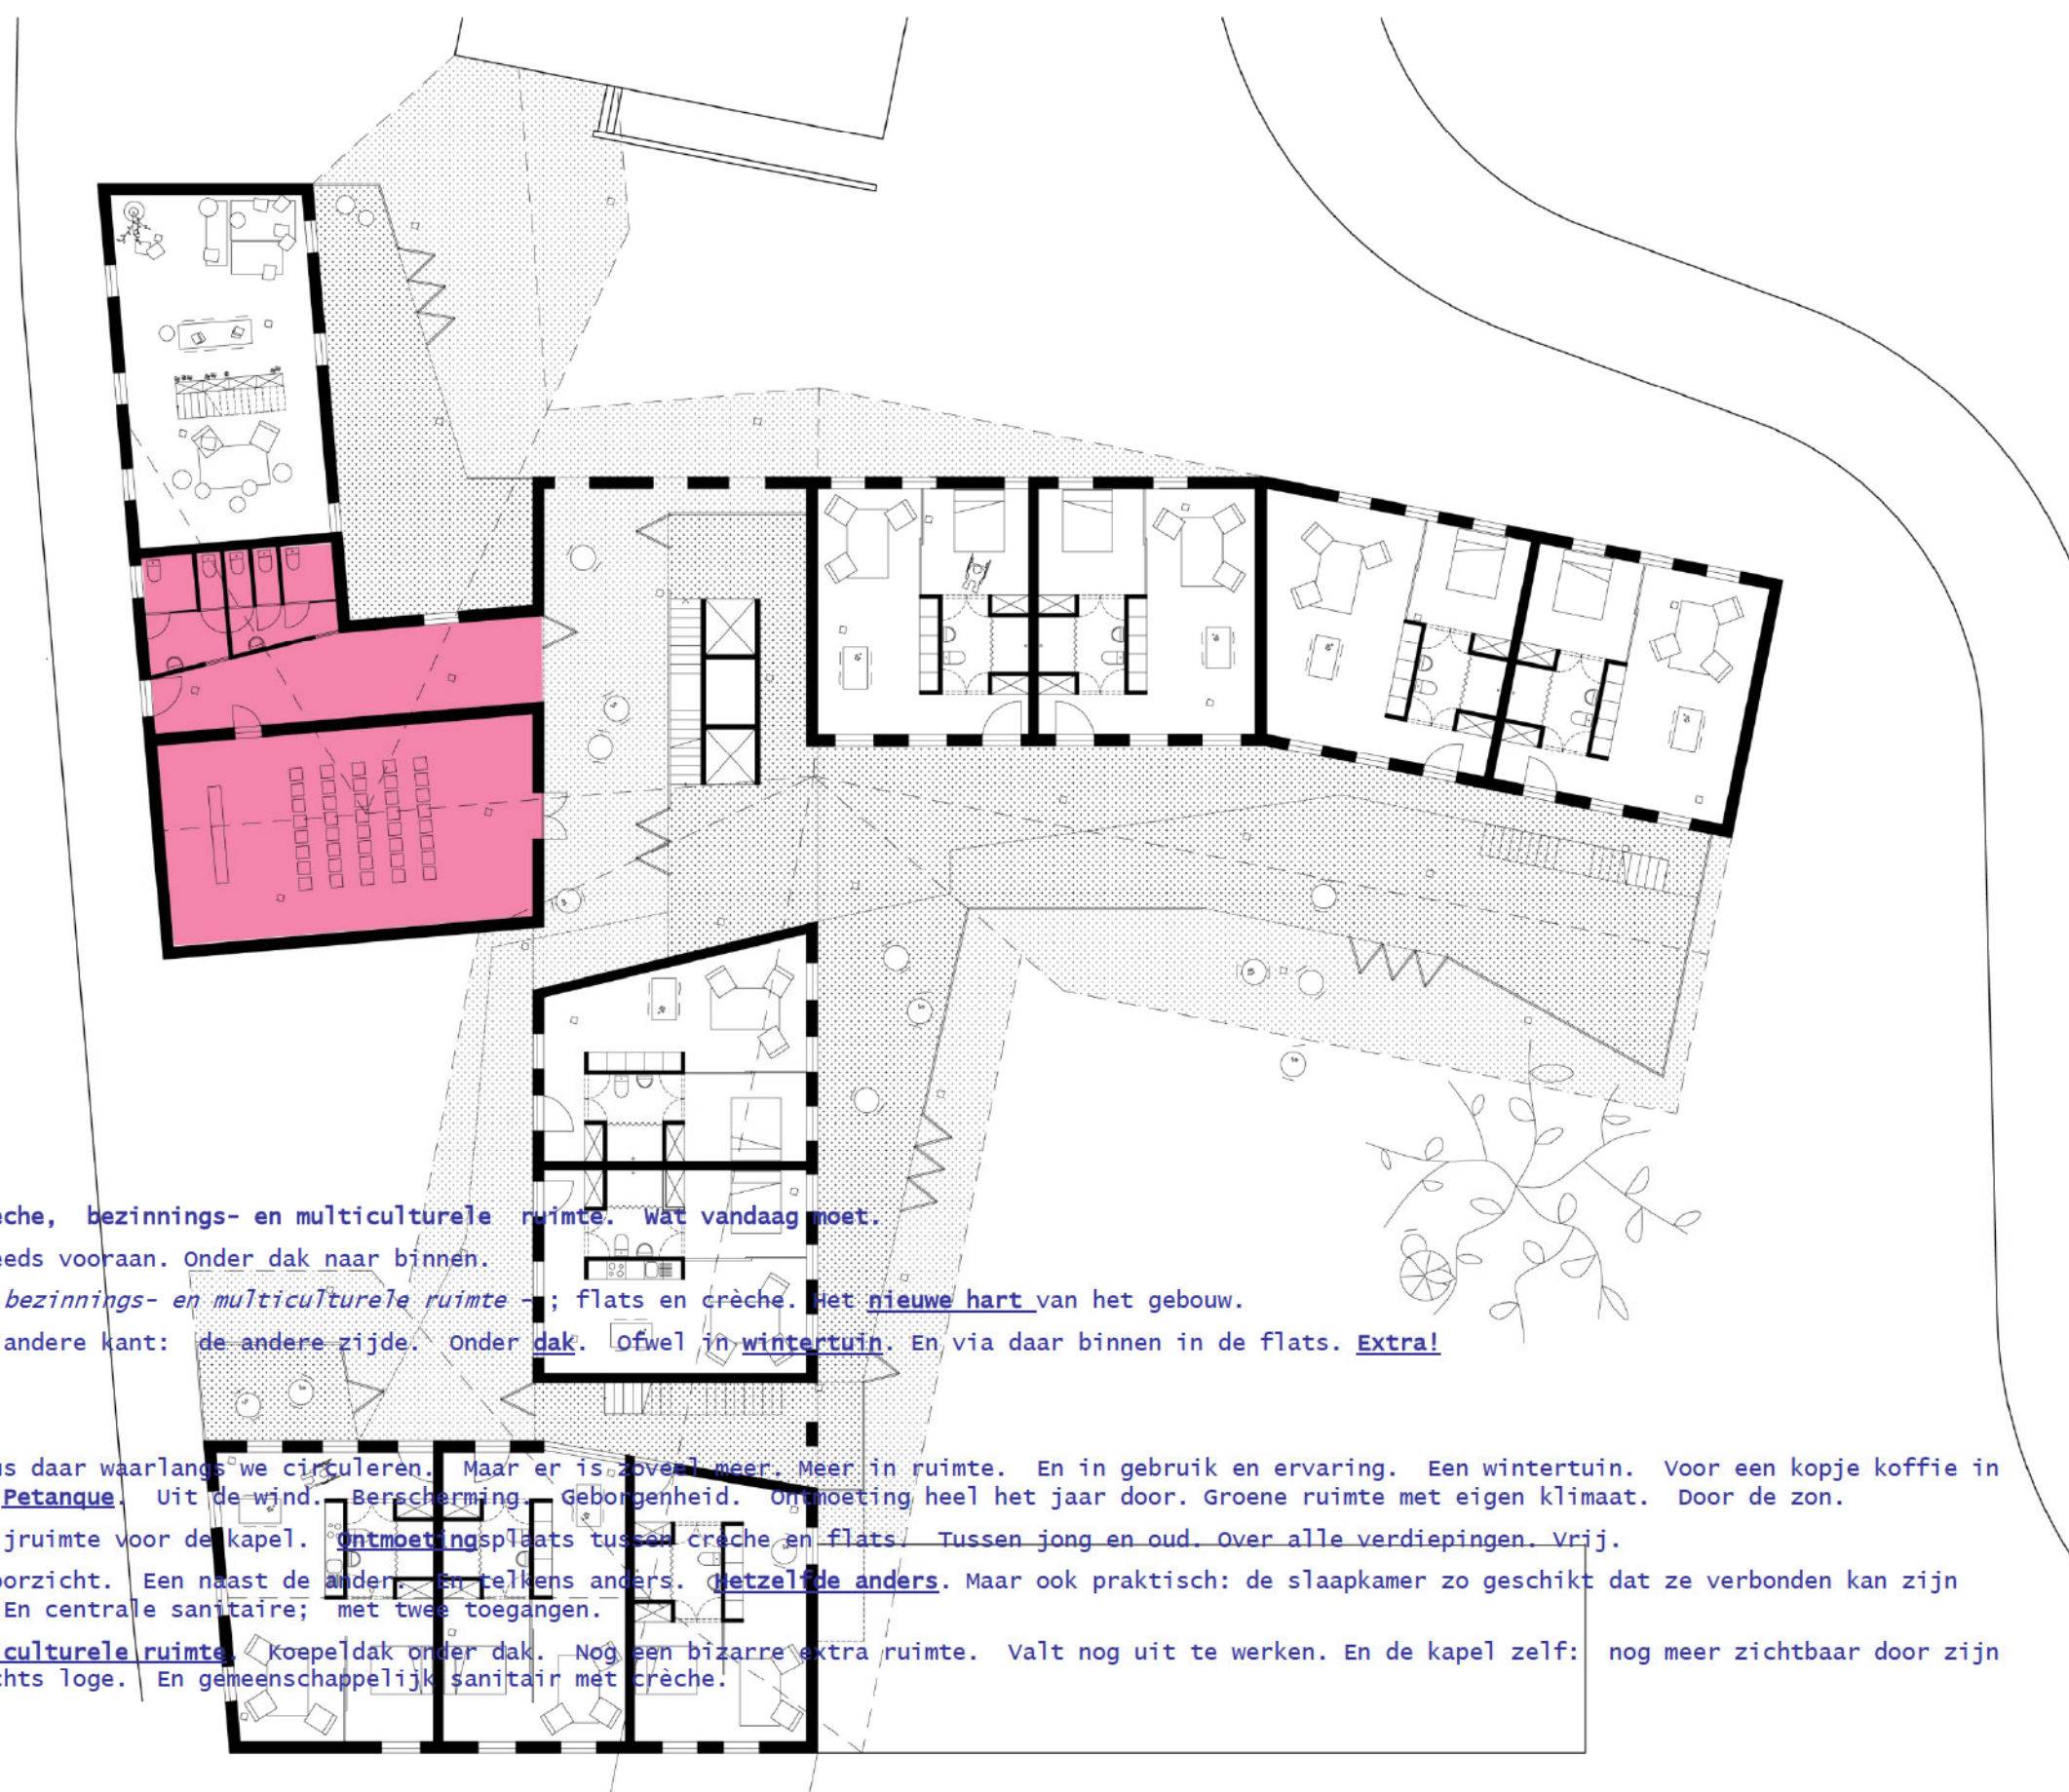 eche, bezinnings- en multiculturele ruimte. Wat vandaag moet.
eeds vooraan. Onder dak naar binnen.
bezinnings- en multiculturele ruimte - ; flats en crèche. Het nieuwe hart van het gebouw.
andere kant: de andere zijde. Onder dak. Ofwel in wintertuin. En via daar binnen in de flats. Extra!
us daar waarlangs we circuleren. Maar er is zoveel meer. Meer in ruimte. En in gebruik en ervaring. Een wintertuin. Voor een kopje koffie in
Petanque. Uit de wind. Berscherming. Geborgenheid. Ontmoeting heel het jaar door. Groene ruimte met eigen klimaat. Door de zon.
jruimte voor de kapel. Ontmoetingsplaats tussen crèche en flats. Tussen jong en oud. Over alle verdiepingen. Vrij.
oorzicht. Een naast de ander. En telkens anders. Hetzelfde anders. Maar ook praktisch: de slaapkamer zo geschikt dat ze verbonden kan zijn
En centrale sanitaire; met twee toegangen.
culturele ruimte. Koepeldak onder dak. Nog een bizarre extra ruimte. Valt nog uit te werken. En de kapel zelf: nog meer zichtbaar door zijn
chts loge. En gemeenschappelijk sanitair met crèche.